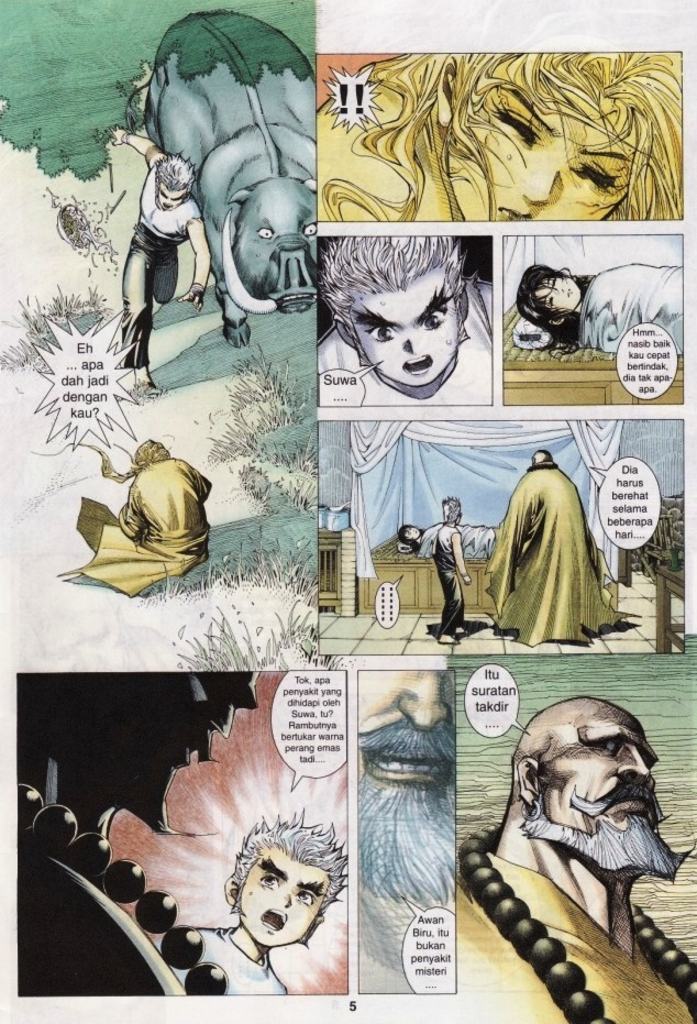 Eh
... apa
dah jadi
dengan
kau?
!!
Suwa
....
Hmm...
nasib baik
kau cepat
bertindak,
dia tak apa-
apa.
Dia
harus
berehat
selama
beberapa
hari....
Tok, apa
penyakit yang
dihidapi oleh
Suwa, tu?
Rambutnya
bertukar warna
perang emas
tadi....
Awan
Biru, itu
bukan
penyakit
misteri
....
Itu
suratan
takdir
....
5